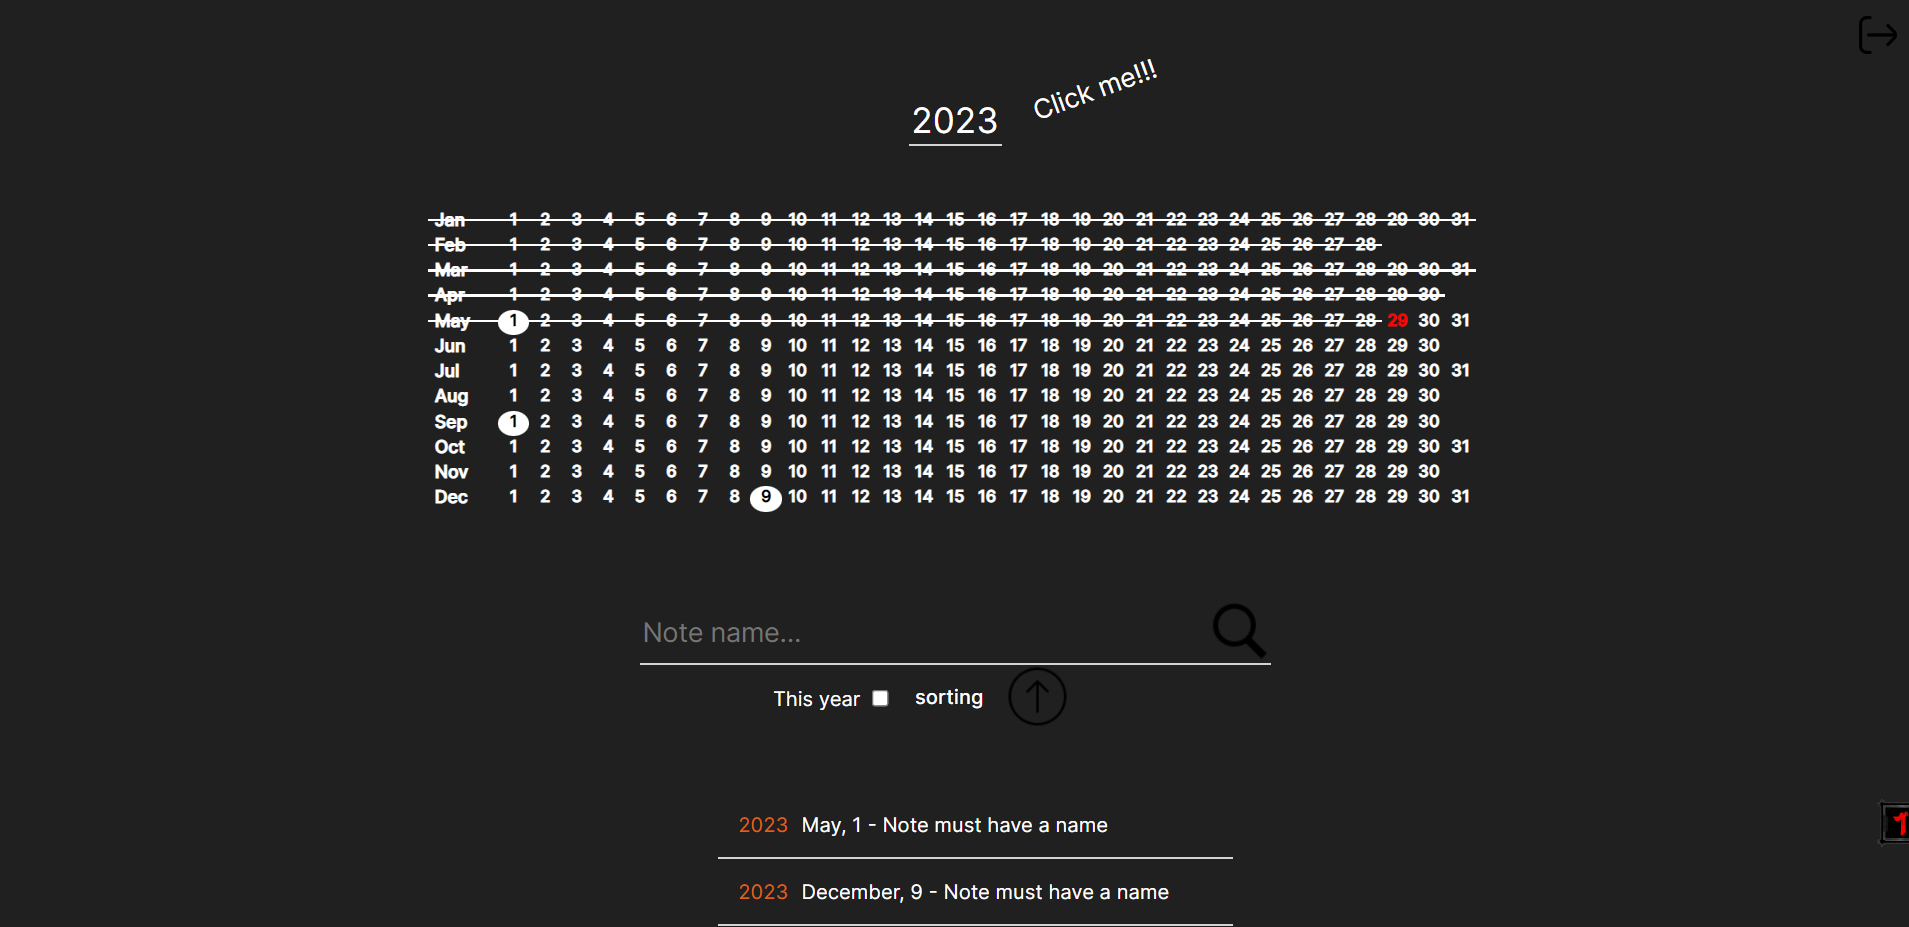 Click me!!!
2023
Jan 1 2 3 4 5 6 7 8 9 10 11 12 13 14 15 16 17 18 19 20 21 22 23 24 25 26 27 28 29 30 31
Feb 1 2 3 4 5 6 7 8 9 10 11 12 13 14 15 16 17 18 19 20 21 22 23 24 25 26 27 28
Mar 1 2 3 4 5 6 7 8 9 10 11 12 13 14 15 16 17 18 19 20 21 22 23 24 25 26 27 28 29 30 31
Apr 1 2 3 4 5 6 7 8 9 10 11 12 13 14 15 16 17 18 19 20 21 22 23 24 25 26 27 28 29 30
May 1 2 3 4 5 6 7 8 9 10 11 12 13 14 15 16 17 18 19 20 21 22 23 24 25 26 27 28 29 30 31
Jun 1 2 3 4 5 6 7 8 9 10 11 12 13 14 15 16 17 18 19 20 21 22 23 24 25 26 27 28 29 30
Jul 1 2 3 4 5 6 7 8 9 10 11 12 13 14 15 16 17 18 19 20 21 22 23 24 25 26 27 28 29 30 31
Aug 1 2 3 4 5 6 7 8 9 10 11 12 13 14 15 16 17 18 19 20 21 22 23 24 25 26 27 28 29 30
Sep 1 2 3 4 5 6 7 8 9 10 11 12 13 14 15 16 17 18 19 20 21 22 23 24 25 26 27 28 29 30
Oct 1 2 3 4 5 6 7 8 9 10 11 12 13 14 15 16 17 18 19 20 21 22 23 24 25 26 27 28 29 30 31
Nov 1 2 3 4 5 6 7 8 9 10 11 12 13 14 15 16 17 18 19 20 21 22 23 24 25 26 27 28 29 30
Dec 1 2 3 4 5 6 7 8 9 10 11 12 13 14 15 16 17 18 19 20 21 22 23 24 25 26 27 28 29 30 31
Note name...
This year sorting
2023 May, 1 - Note must have a name
2023 December, 9 - Note must have a name